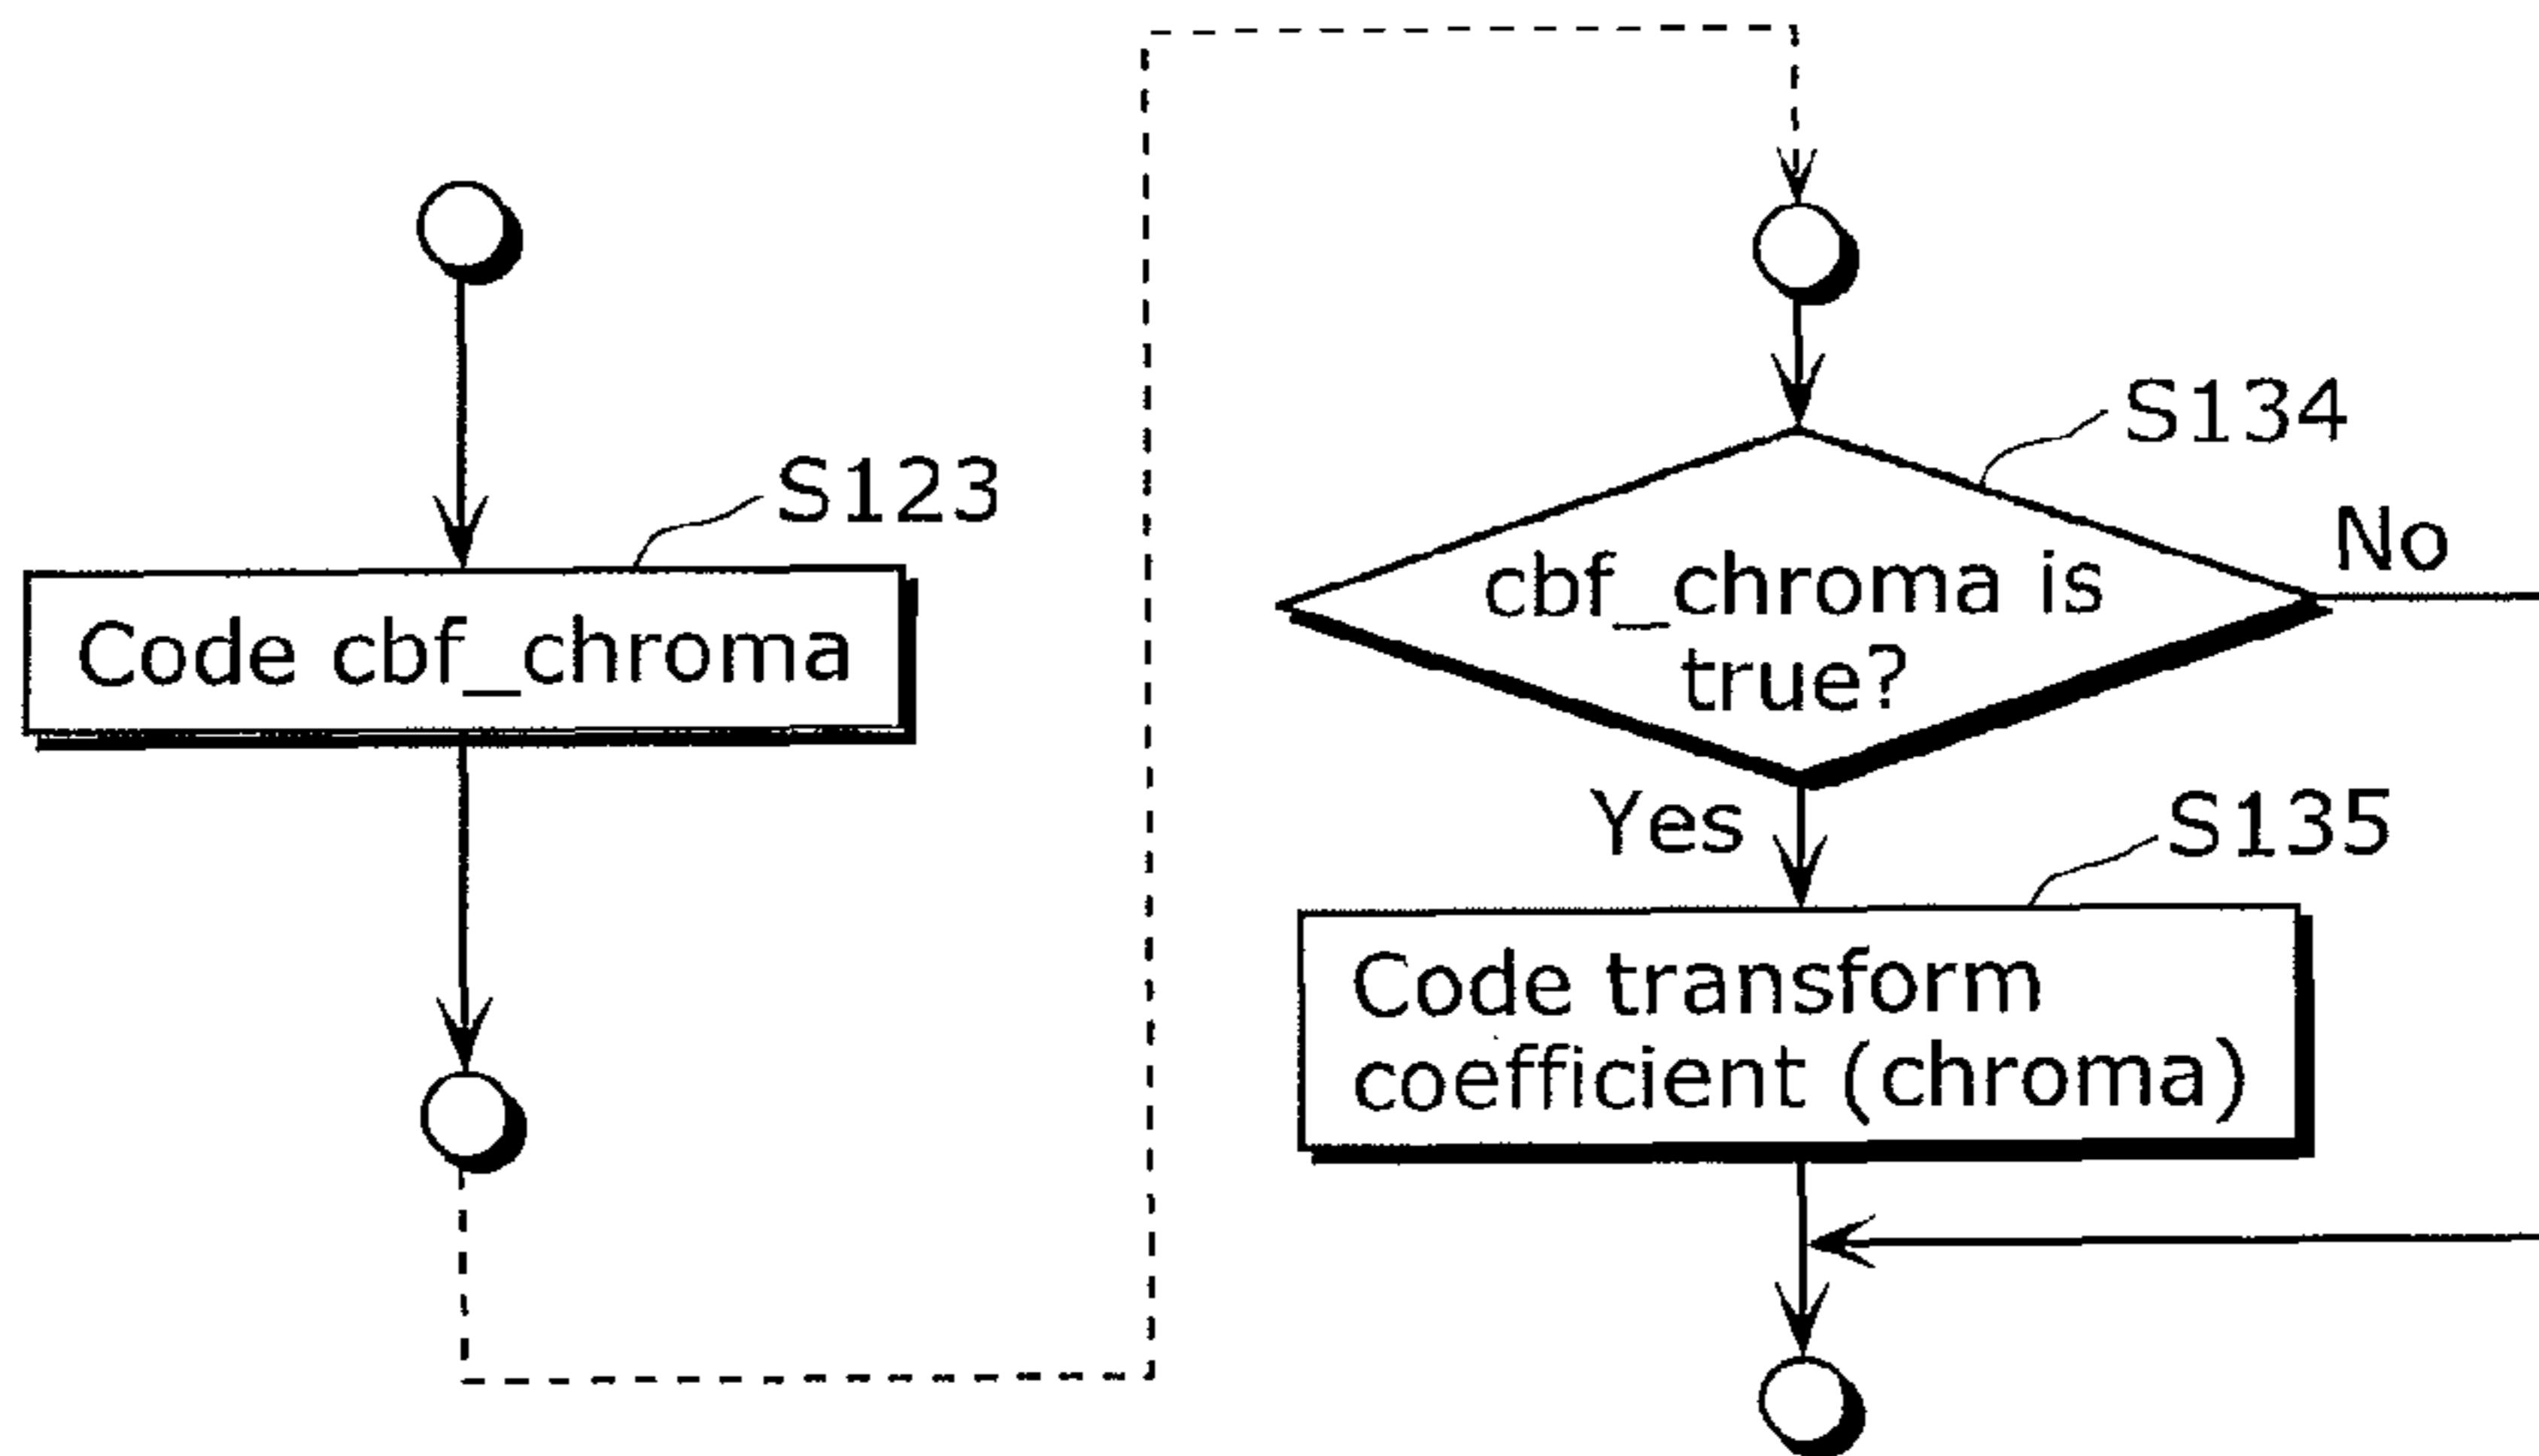 S123
Code cbf_chroma
S134
cbf_chroma is
true?
No
Yes
S135
Code transform
coefficient (chroma)